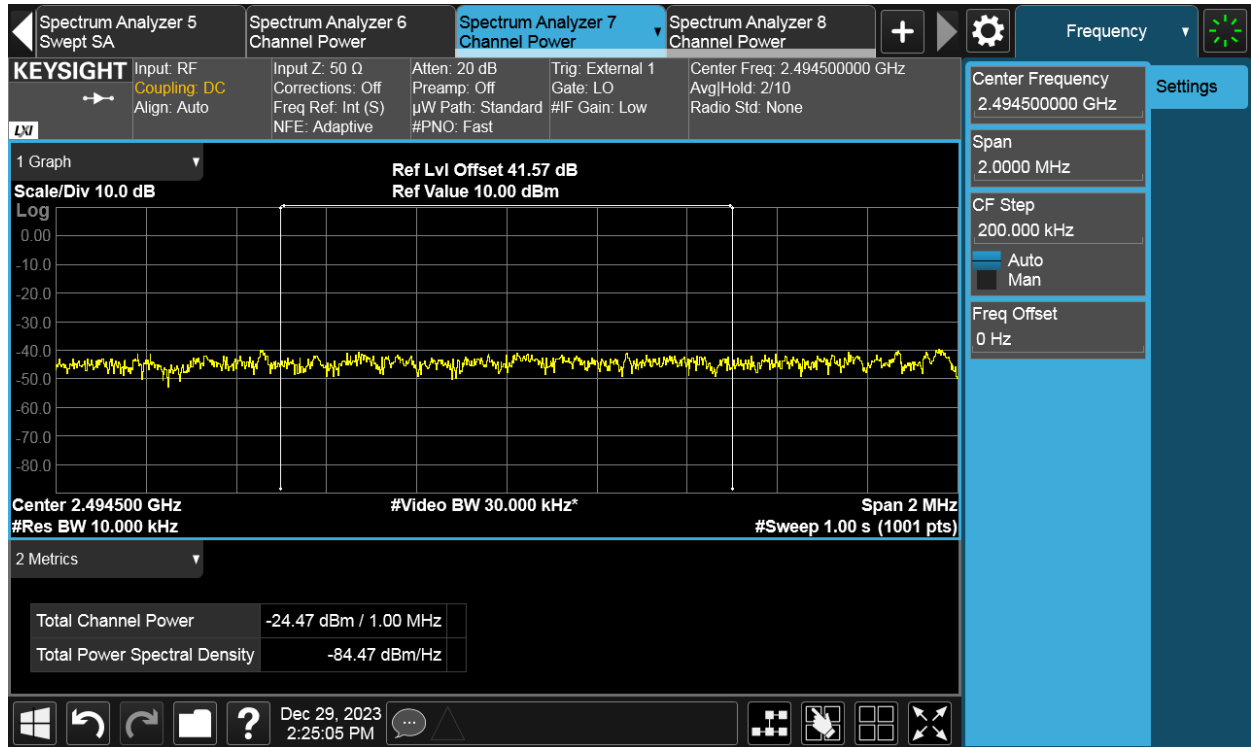 Spectrum Analyzer 5
Swept SA
Spectrum Analyzer 6
Channel Power
Spectrum Analyzer 7
Channel Power
Spectrum Analyzer 8
Channel Power
+
Frequency
KEYSIGHT
LXI
Input: RF
Coupling: DC
Align: Auto
Input Z: 50 Ω
Corrections: Off
Freq Ref: Int (S)
NFE: Adaptive
Atten: 20 dB
Preamp: Off
µW Path: Standard
#PNO: Fast
Trig: External 1
Gate: LO
#IF Gain: Low
Center Freq: 2.494500000 GHz
Avg|Hold: 2/10
Radio Std: None
Center Frequency
2.494500000 GHz
Settings
Span
2.0000 MHz
CF Step
200.000 kHz
Auto
Man
Freq Offset
0 Hz
1 Graph
Scale/Div 10.0 dB
Ref Lvl Offset 41.57 dB
Ref Value 10.00 dBm
Log
0.00
-10.0
-20.0
-30.0
-40.0
-50.0
-60.0
-70.0
-80.0
Center 2.494500 GHz
#Video BW 30.000 kHz*
Span 2 MHz
#Res BW 10.000 kHz
#Sweep 1.00 s (1001 pts)
2 Metrics
Total Channel Power -24.47 dBm / 1.00 MHz
Total Power Spectral Density -84.47 dBm/Hz
?
Dec 29, 2023
2:25:05 PM